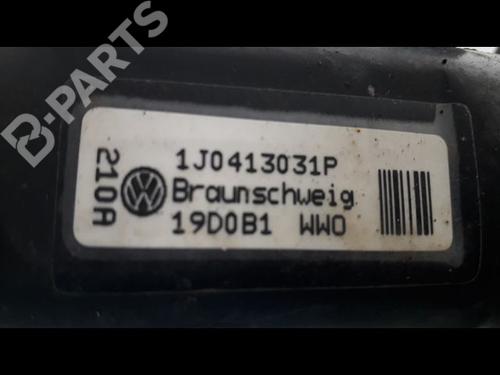 B-PARTS
1J0413031P
210A
Braunschweig
19D0B1 WWO